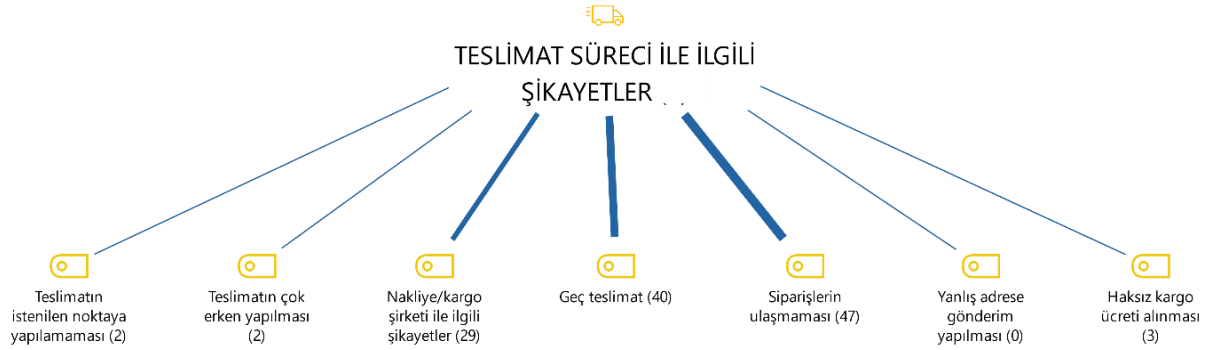 TESLİMAT SÜRECİ İLE İLGİLİ
ŞİKAYETLER
Teslimatın
istenilen noktaya
yapılamaması (2)
Teslimatın çok
erken yapılması
(2)
Nakliye/kargo
şirketi ile ilgili
şikayetler (29)
Geç teslimat (40)
Siparişlerin
ulaşmaması (47)
Yanlış adrese
gönderim
yapılması (0)
Haksız kargo
ücreti alınması
(3)